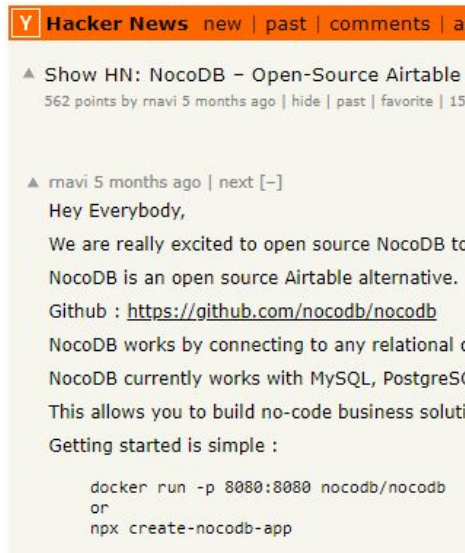 Y Hacker News new | past | comments | a
Show HN: NocoDB – Open-Source Airtable
562 points by rnavi 5 months ago | hide | past | favorite | 15
rnavi 5 months ago | next [–]
Hey Everybody,
We are really excited to open source NocoDB to
NocoDB is an open source Airtable alternative.
Github : https://github.com/nocodb/nocodb
NocoDB works by connecting to any relational
NocoDB currently works with MySQL,
This allows you to build no-code business
Getting started is simple :
docker run -p 8080:8080 nocodb/nocodb
or
npx create-nocodb-app